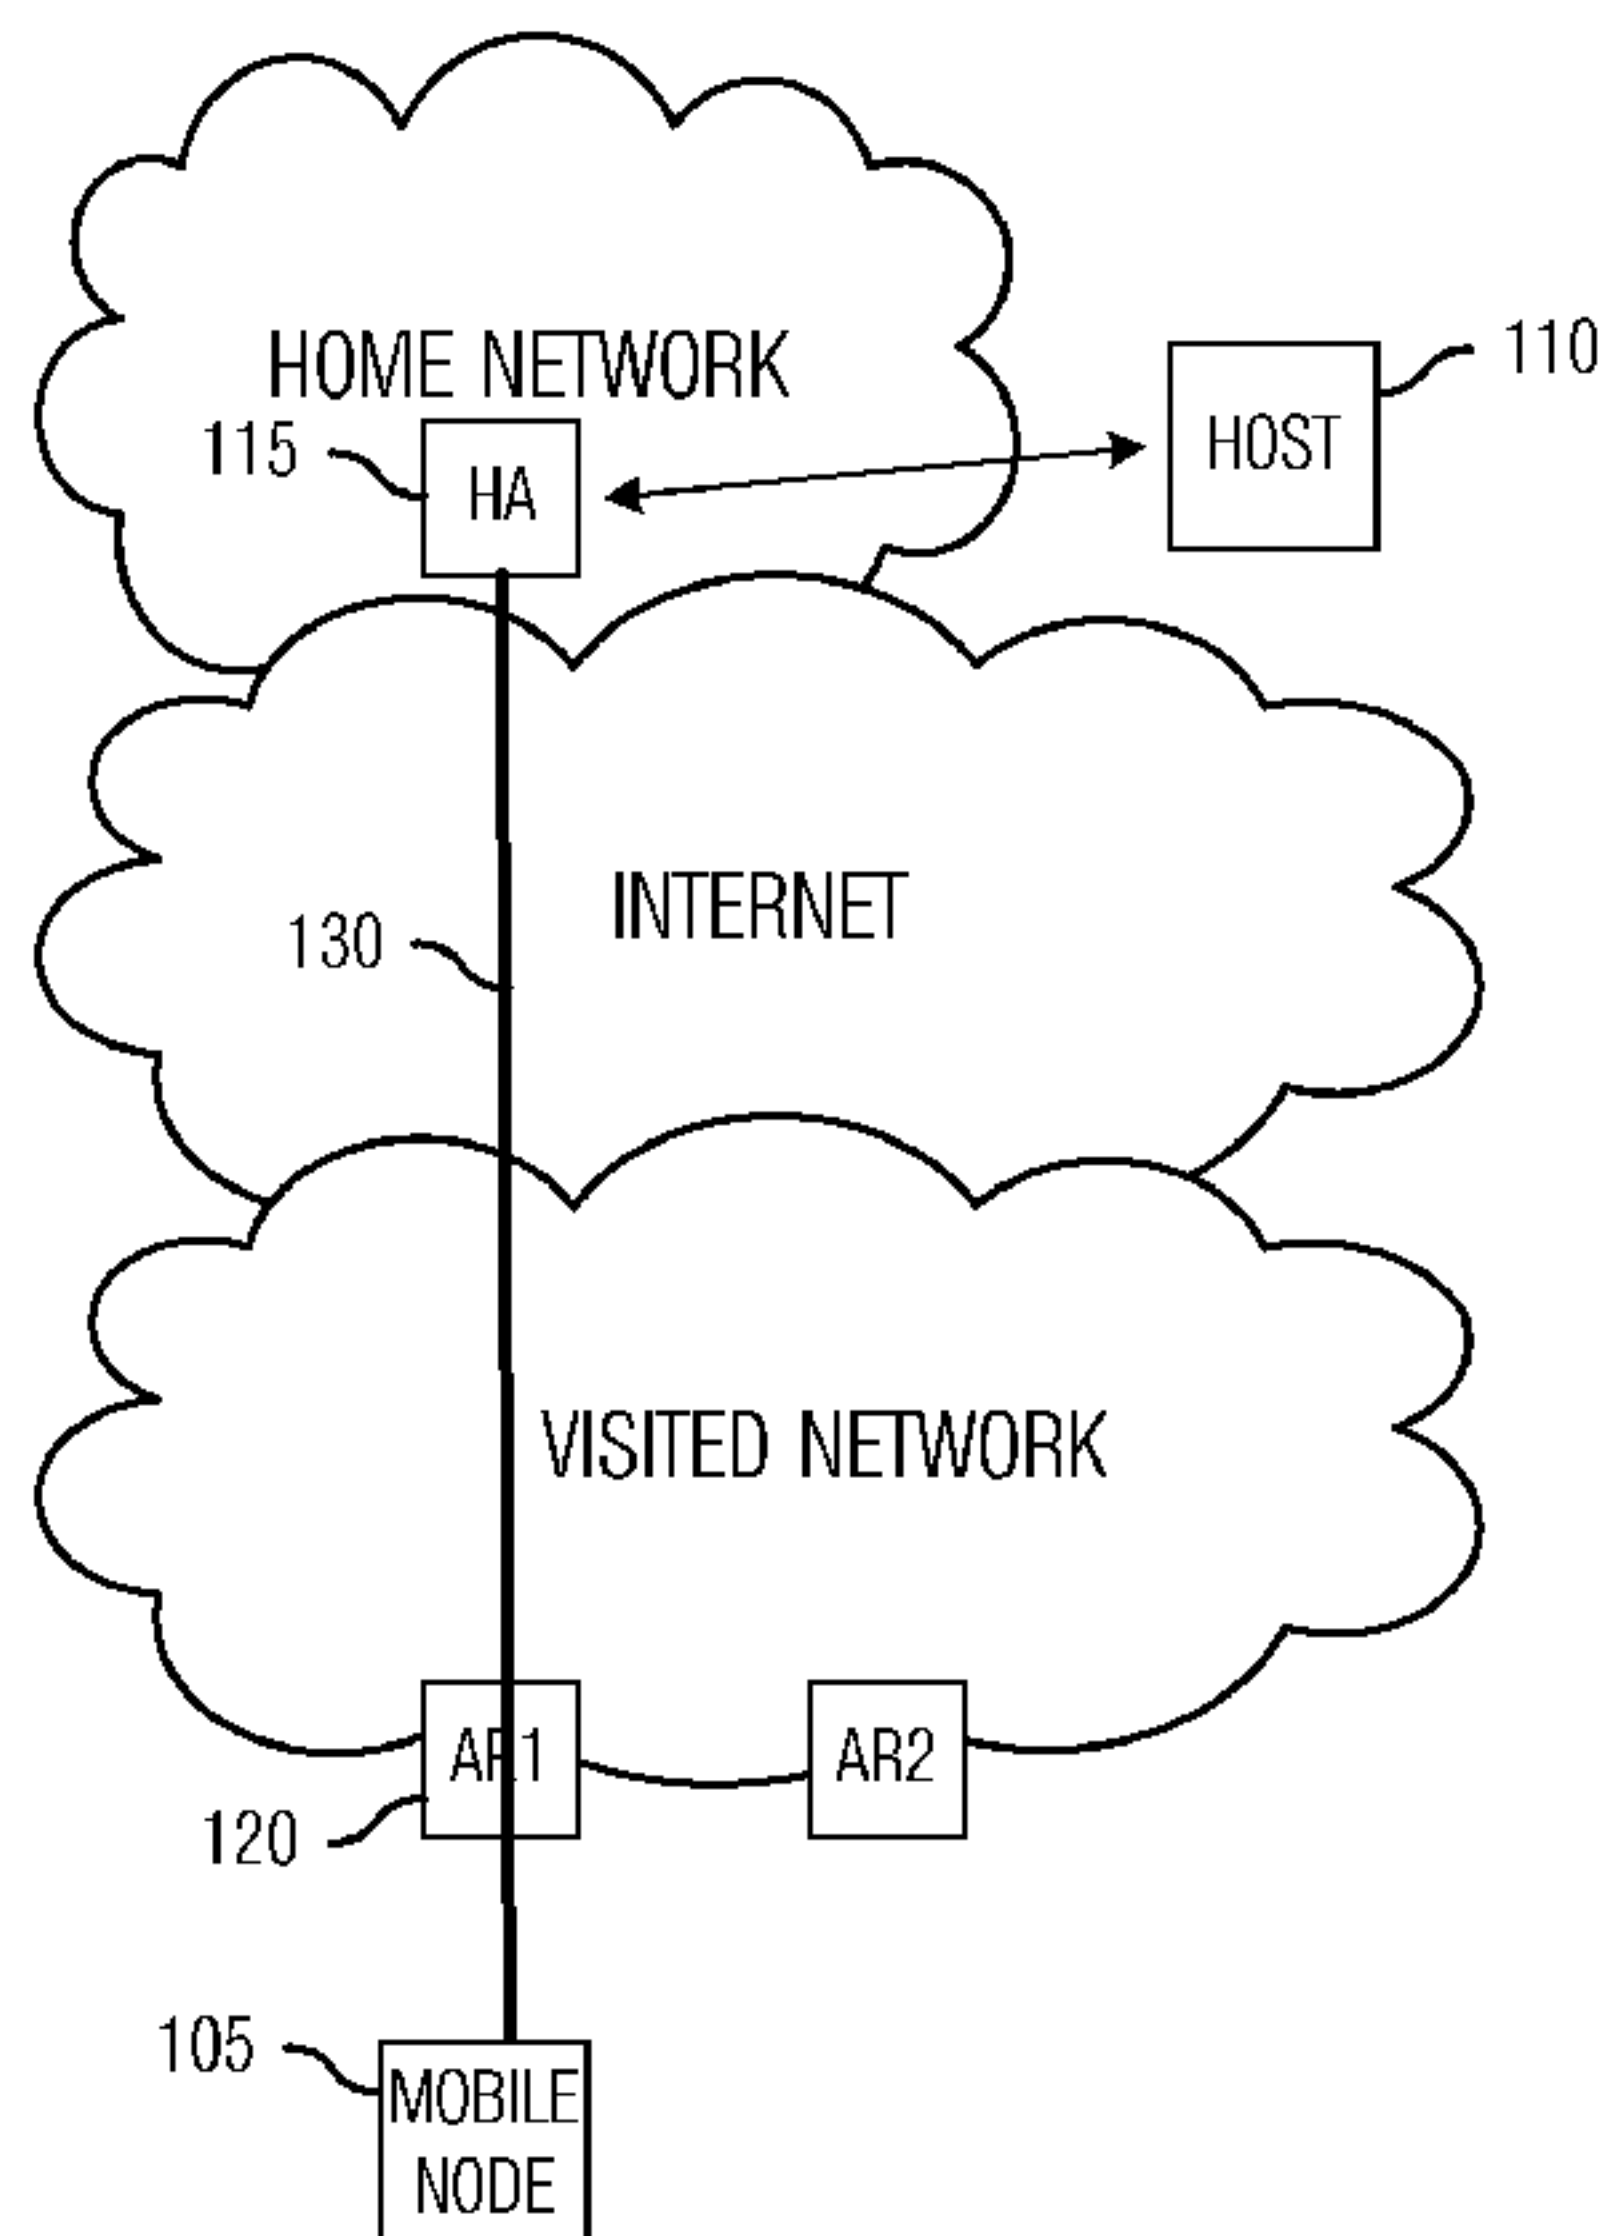 HOME NETWORK
110
HOST
115
HA
INTERNET
130
VISITED NETWORK
AR1
AR2
120
105
MOBILE
NODE